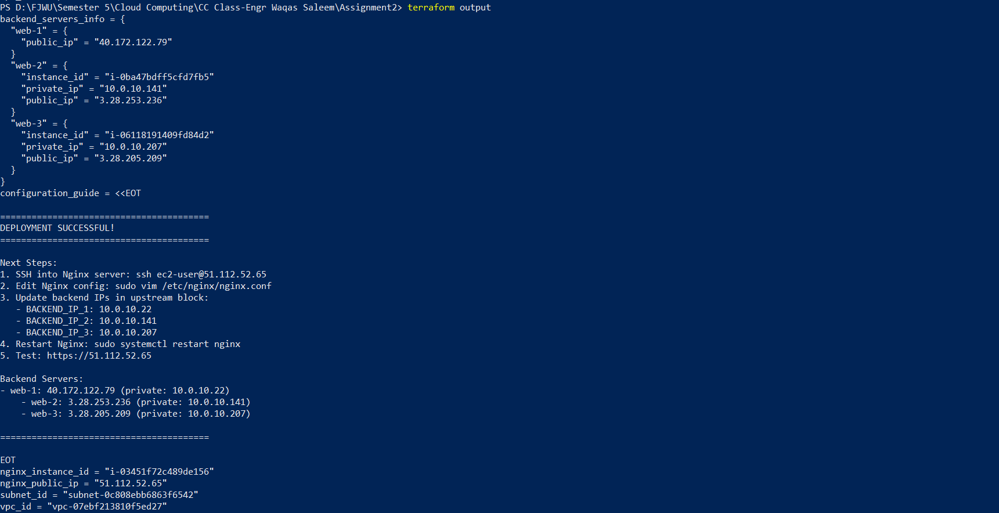 PS D:\FJWU\Semester 5\Cloud Computing\CC Class-Engr Waqas Saleem\Assignment2> terraform output
backend_servers_info = {
  "web-1" = {
    "public_ip" = "40.172.122.79"
  }
  "web-2" = {
    "instance_id" = "i-0ba47bdff5cfd7fb5"
    "private_ip" = "10.0.10.141"
    "public_ip" = "3.28.253.236"
  }
  "web-3" = {
    "instance_id" = "i-06118191409fd84d2"
    "private_ip" = "10.0.10.207"
    "public_ip" = "3.28.205.209"
  }
}
configuration_guide = <<EOT

========================================
DEPLOYMENT SUCCESSFUL!
========================================

Next Steps:
1. SSH into Nginx server: ssh ec2-user@51.112.52.65
2. Edit Nginx config: sudo vim /etc/nginx/nginx.conf
3. Update backend IPs in upstream block:
   - BACKEND_IP_1: 10.0.10.22
   - BACKEND_IP_2: 10.0.10.141
   - BACKEND_IP_3: 10.0.10.207
4. Restart Nginx: sudo systemctl restart nginx
5. Test: https://51.112.52.65

Backend Servers:
- web-1: 40.172.122.79 (private: 10.0.10.22)
    - web-2: 3.28.253.236 (private: 10.0.10.141)
    - web-3: 3.28.205.209 (private: 10.0.10.207)

========================================

EOT
nginx_instance_id = "i-03451f72c489de156"
nginx_public_ip = "51.112.52.65"
subnet_id = "subnet-0c808ebb6863f6542"
vpc_id = "vpc-07ebf213810f5ed27"